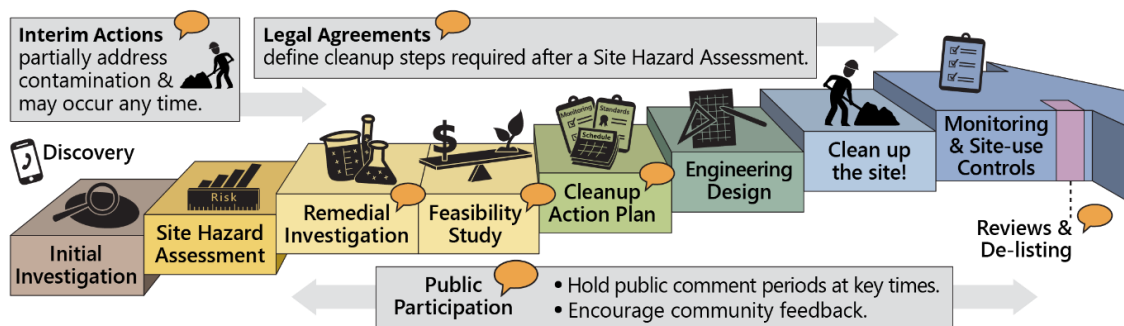 Interim Actions
partially address
contamination &
may occur any time.
Legal Agreements
define cleanup steps required after a Site Hazard Assessment.
Discovery
Initial
Investigation
Risk
Site Hazard
Assessment
Remedial
Investigation
$
Feasibility
Study
Monitoring
Standards
Schedule
Cleanup
Action Plan
Engineering
Design
Clean up
the site!
Monitoring
& Site-use
Controls
Reviews &
De-listing
Public
Participation
• Hold public comment periods at key times.
• Encourage community feedback.